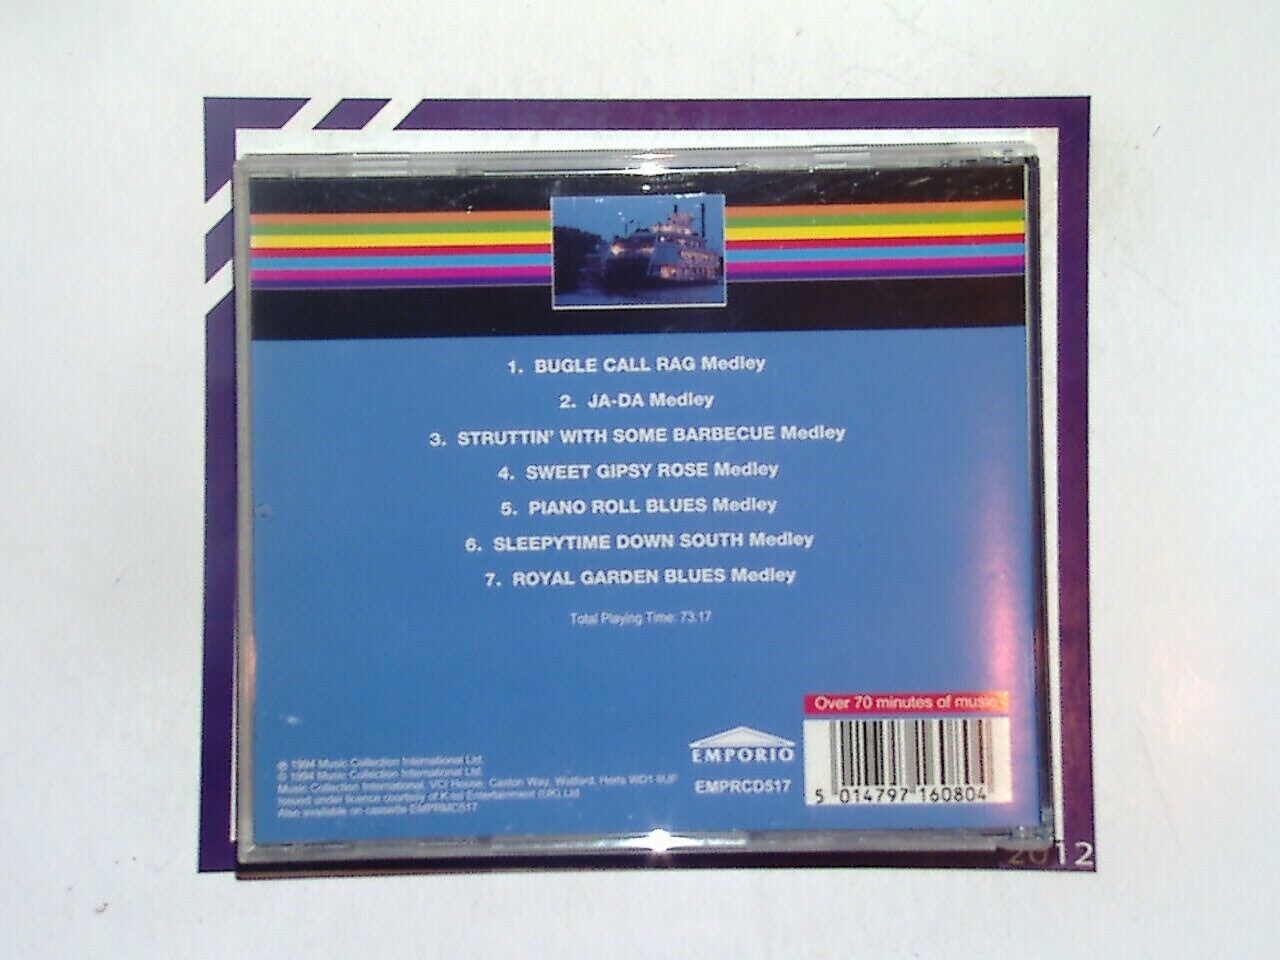 1. BUGLE CALL RAG Medley
2. JA-DA Medley
3. STRUTTIN' WITH SOME BARBECUE Medley
4. SWEET GIPSY ROSE Medley
5. PIANO ROLL BLUES Medley
6. SLEEPYTIME DOWN SOUTH Medley
7. ROYAL GARDEN BLUES Medley
Total Playing Time: 73.17
Over 70 minutes of music
EMPORIO
EMPRCD517
5 014797 160804
℗ 1994 Music Collection International Ltd.
© 1994 Music Collection International Ltd.
Music Collection International, VCI House, Caxton Way, Watford, Herts WD1 8UF
Issued under licence courtesy of K-tel Entertainment (UK) Ltd
Also available on cassette EMPRMC517
2012